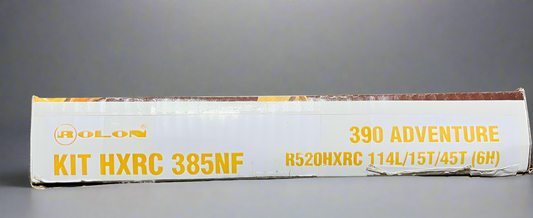 ROLON
390 ADVENTURE
KIT HXRC 385NF
R520HXRC 114L/15T/45T (6H)